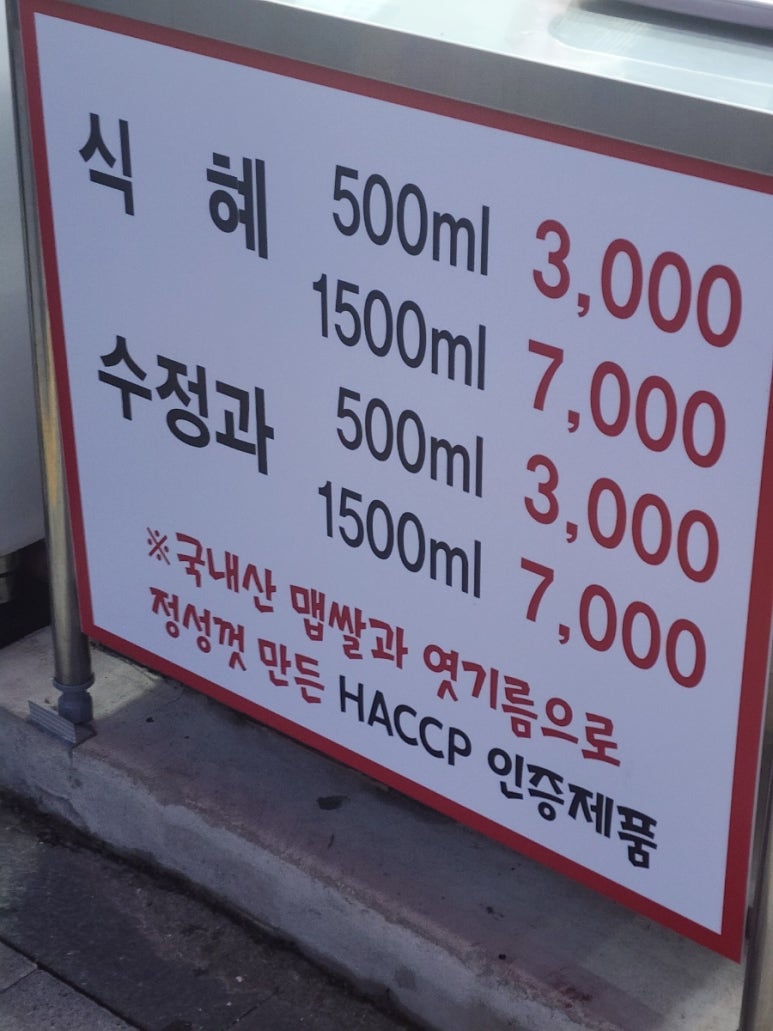 식 혜 500ml 3,000
1500ml 7,000
수정과 500ml 3,000
1500ml 7,000
※국내산 맵쌀과 엿기름으로
정성껏 만든 HACCP 인증제품